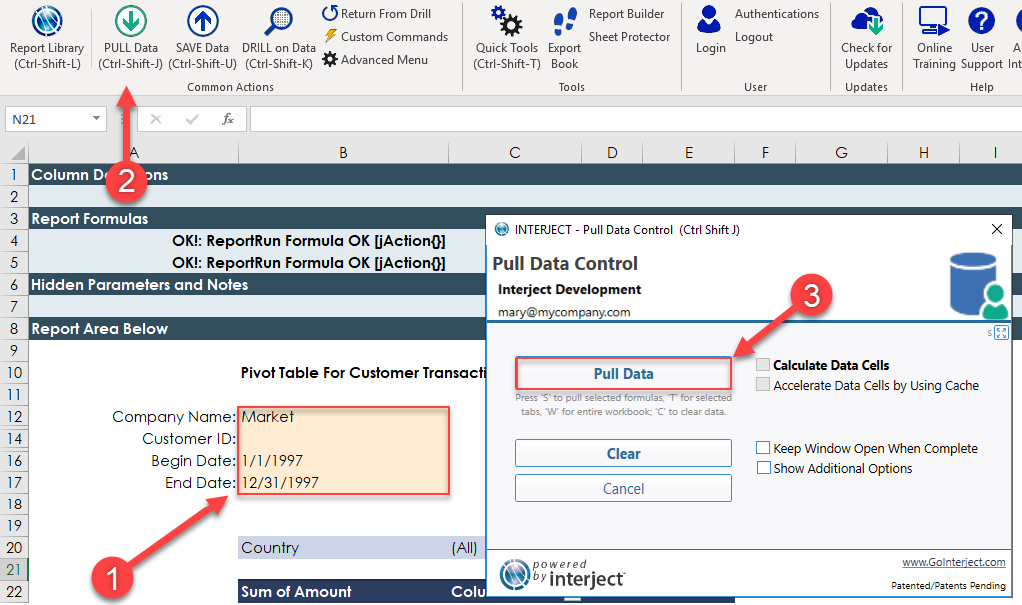 Report Library
(Ctrl-Shift-L)
PULL Data
(Ctrl-Shift-J)
SAVE Data
(Ctrl-Shift-U)
DRILL on Data
(Ctrl-Shift-K)
Return From Drill
Custom Commands
Advanced Menu
Common Actions
Quick Tools
(Ctrl-Shift-T)
Export
Book
Report Builder
Sheet Protector
Tools
Login
Authentications
Logout
User
Check for
Updates
Updates
Online
Training
User
Support
A
In
Help
N21
fx
A B C D E F G H I
1 Column De ons
2
2
3 Report Formulas
4 OK!: ReportRun Formula OK [jAction{}]
5 OK!: ReportRun Formula OK [jAction{}]
6 Hidden Parameters and Notes
7
8 Report Area Below
9
10 Pivot Table For Customer Transacti
11
12 Company Name: Market
14 Customer ID:
16 Begin Date: 1/1/1997
17 End Date: 12/31/1997
18
19
20 Country (All)
21
1
22 Sum of Amount Colu
INTERJECT - Pull Data Control (Ctrl Shift J)
Pull Data Control
Interject Development
mary@mycompany.com
3
s
Pull Data
Press 'S' to pull selected formulas, 'T' for selected
tabs, 'W' for entire workbook; 'C' to clear data.
Calculate Data Cells
Accelerate Data Cells by Using Cache
Clear
Cancel
Keep Window Open When Complete
Show Additional Options
powered
by interject
www.GoInterject.com
Patented/Patents Pending